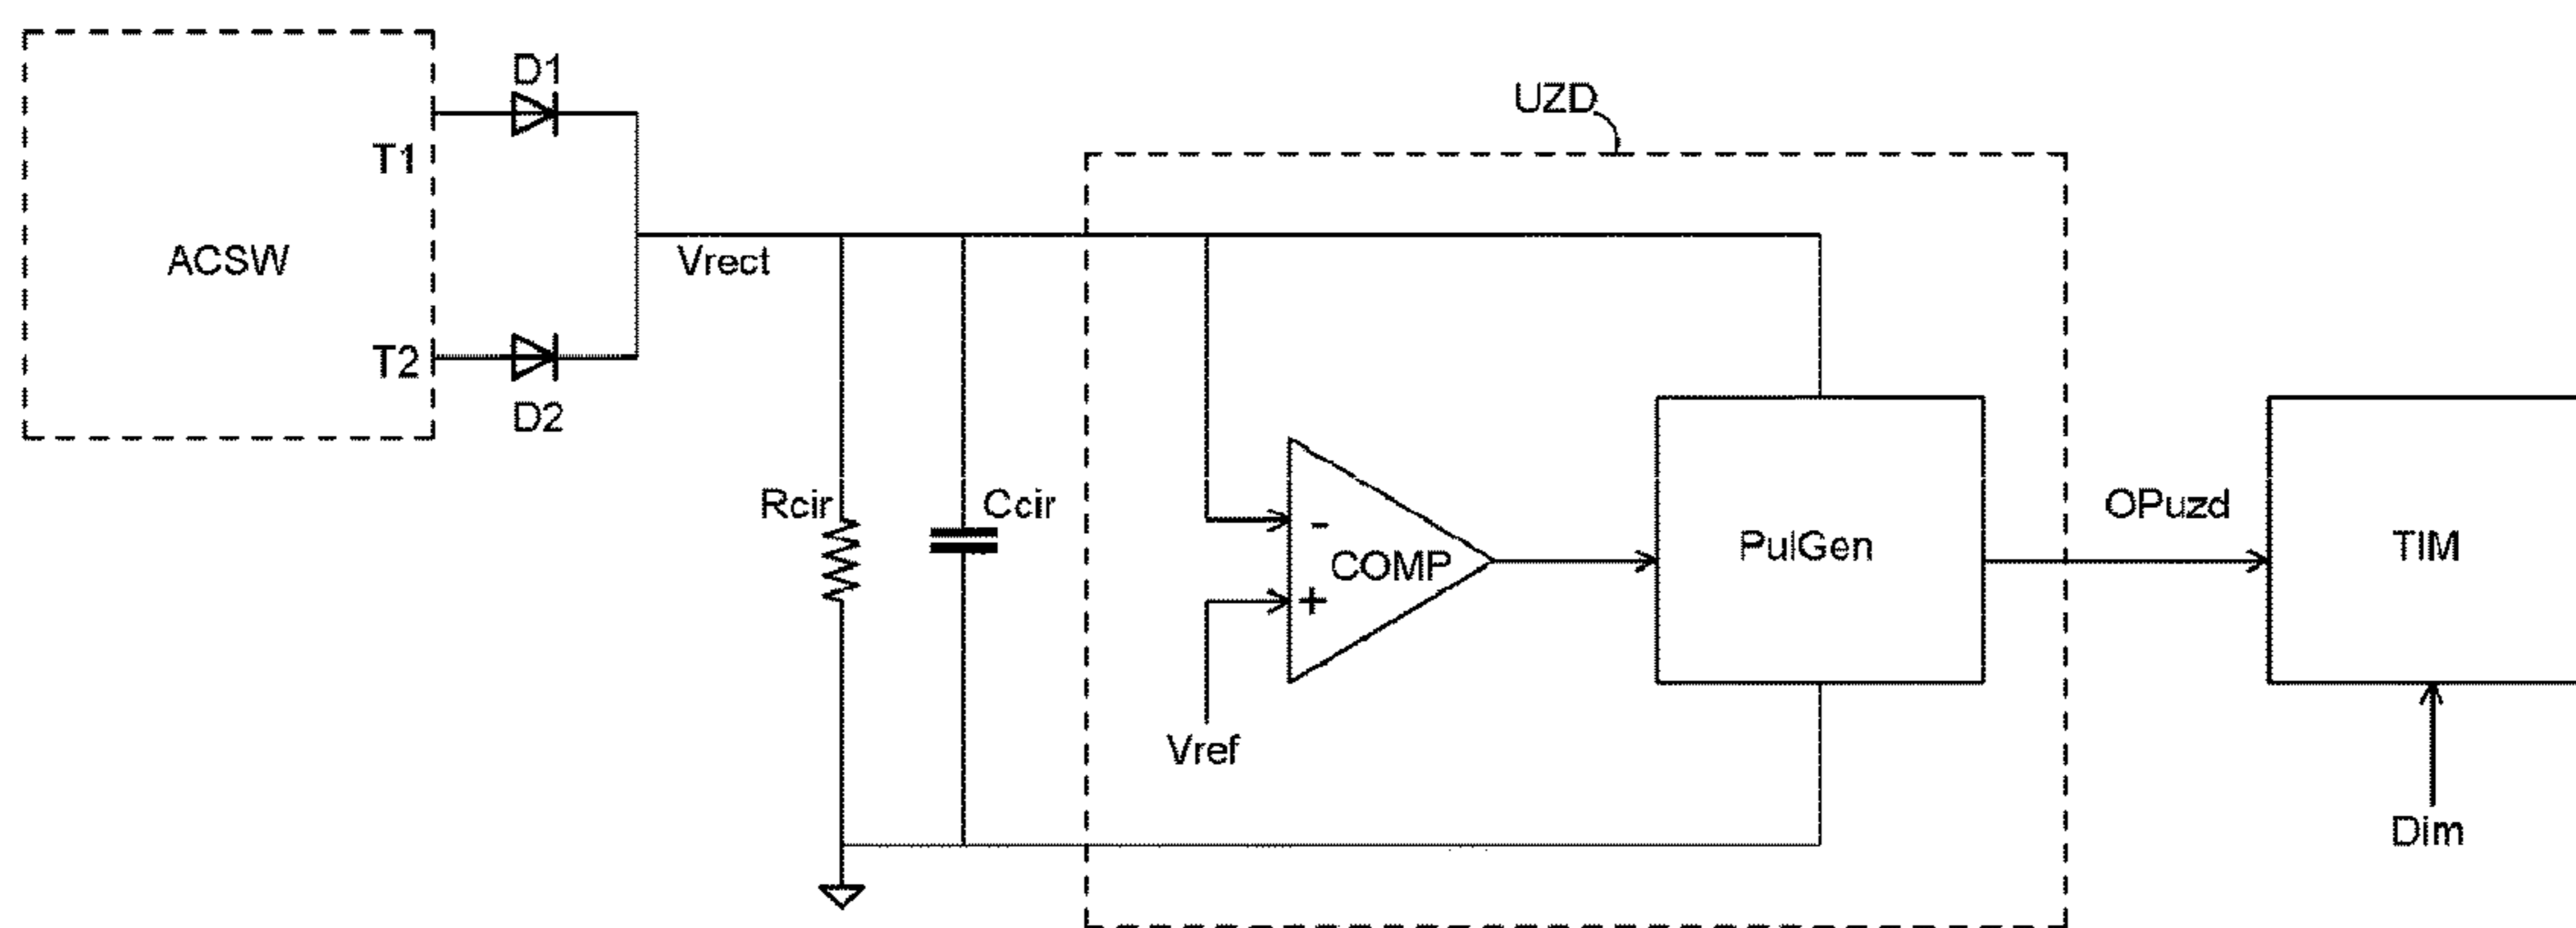 D1
UZD
T1
ACSW
Vrect
T2
D2
Rcir
Ccir
-
COMP
+
PulGen
OPuzd
TIM
Vref
Dim